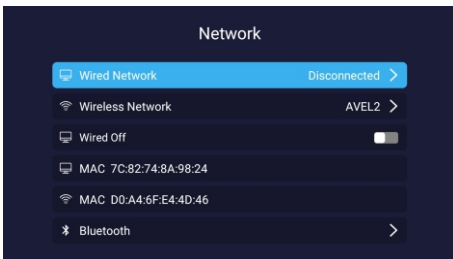 Network
Wired Network Disconnected
Wireless Network AVEL2
Wired Off
MAC 7C:82:74:8A:98:24
MAC D0:A4:6F:E4:4D:46
Bluetooth